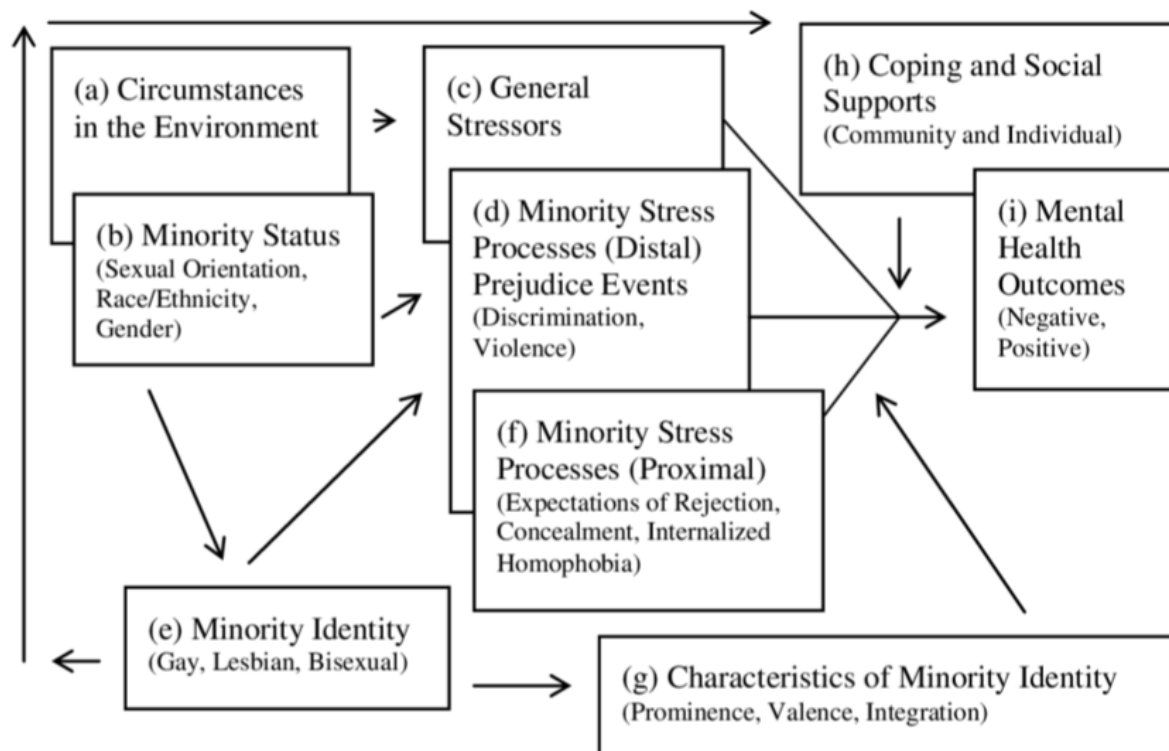 (a) Circumstances
in the Environment
(b) Minority Status
(Sexual Orientation,
Race/Ethnicity,
Gender)
(c) General
Stressors
(d) Minority Stress
Processes (Distal)
Prejudice Events
(Discrimination,
Violence)
(e) Minority Identity
(Gay, Lesbian, Bisexual)
(f) Minority Stress
Processes (Proximal)
(Expectations of Rejection,
Concealment, Internalized
Homophobia)
(g) Characteristics of Minority Identity
(Prominence, Valence, Integration)
(h) Coping and Social
Supports
(Community and Individual)
(i) Mental
Health
Outcomes
(Negative,
Positive)